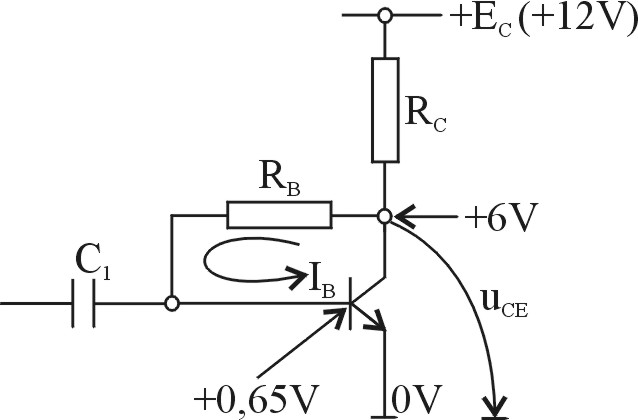 +E_C (+12V)
R_C
R_B
+6V
C_1
I_B
u_CE
+0,65V
0V